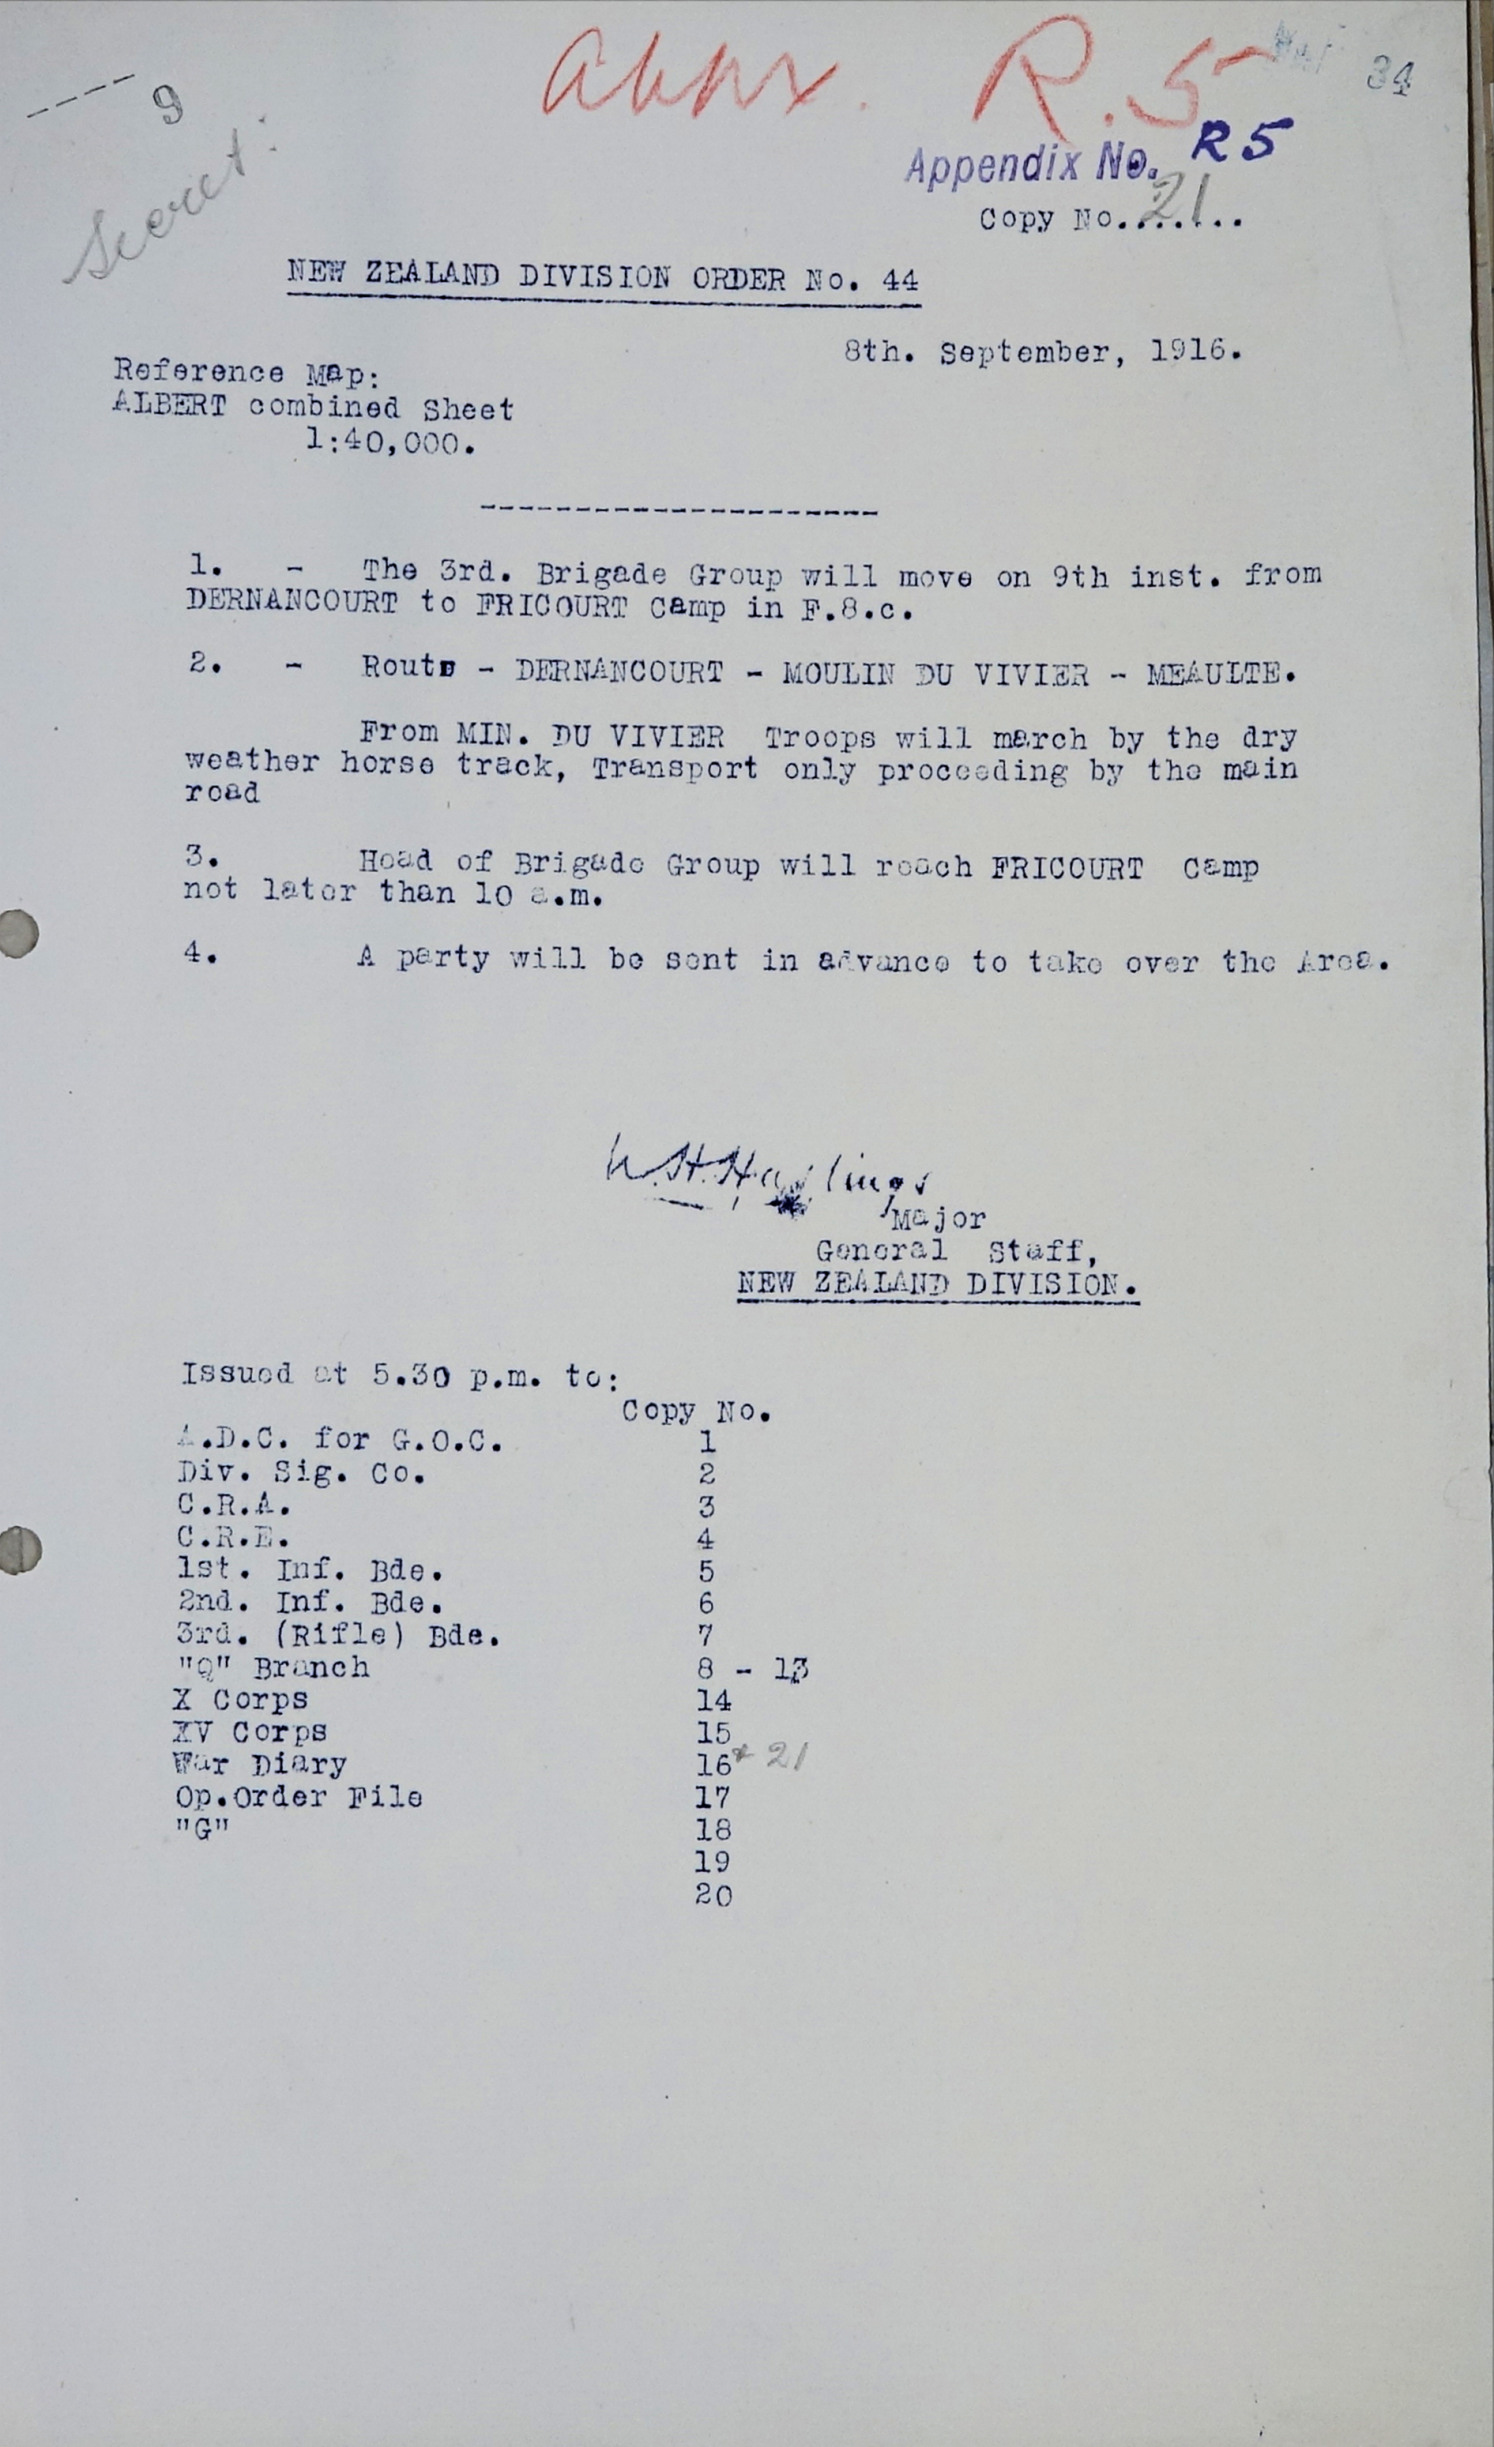 appx. R.5
34
9
Secret:
Appendix No. R5
Copy No....21...
NEW ZEALAND DIVISION ORDER No. 44
8th. September, 1916.
Reference Map:
ALBERT combined Sheet
1:40,000.
----------------------
1. - The 3rd. Brigade Group will move on 9th inst. from
DERNANCOURT to FRICOURT Camp in F.8.c.
2. - Route - DERNANCOURT - MOULIN DU VIVIER - MEAULTE.
From MIN. DU VIVIER Troops will march by the dry
weather horse track, Transport only proceeding by the main
road
3. Head of Brigade Group will reach FRICOURT Camp
not later than 10 a.m.
4. A party will be sent in advance to take over the Area.
W.H. Hastings
Major
General Staff,
NEW ZEALAND DIVISION.
Issued at 5.30 p.m. to:
Copy No.
A.D.C. for G.O.C. 1
Div. Sig. Co. 2
C.R.A. 3
C.R.E. 4
1st. Inf. Bde. 5
2nd. Inf. Bde. 6
3rd. (Rifle) Bde. 7
"Q" Branch 8 - 13
X Corps 14
XV Corps 15
War Diary 16 + 21
Op.Order File 17
"G" 18
19
20